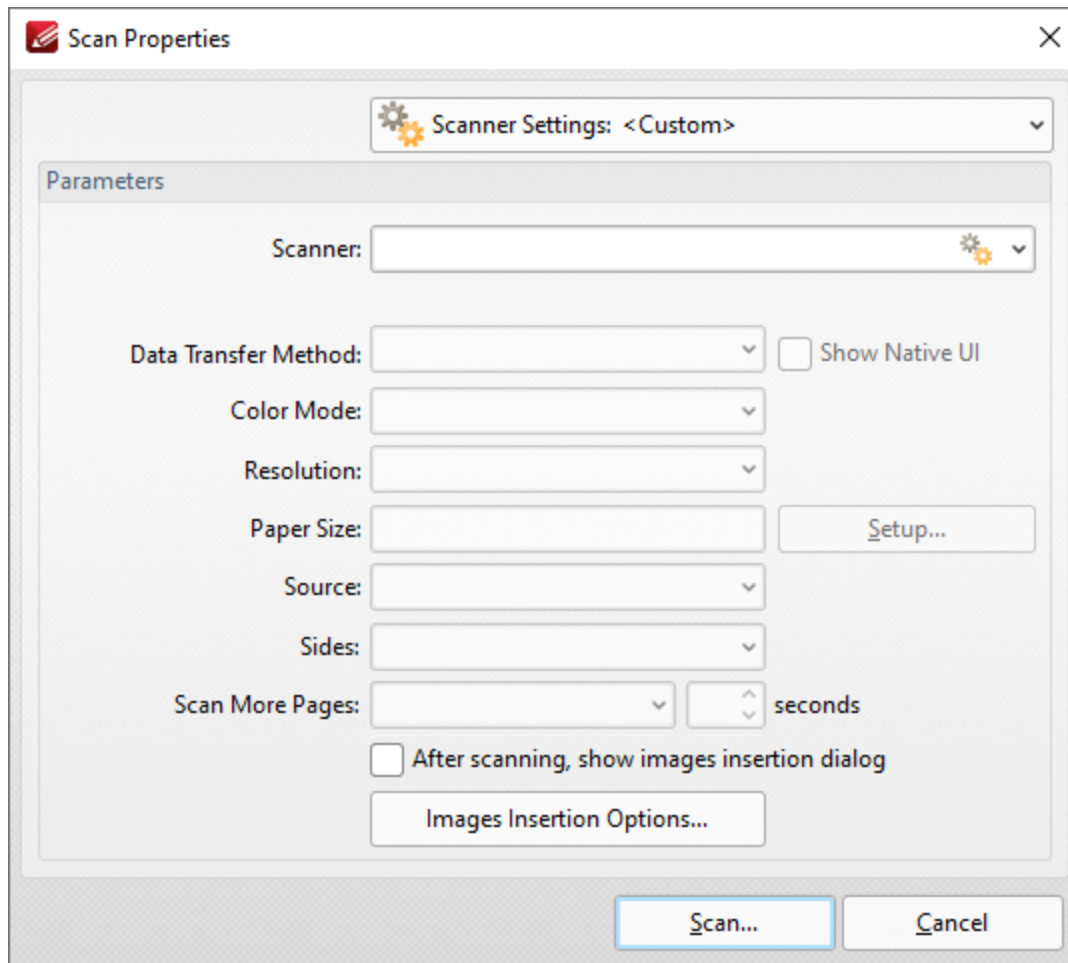 Scan Properties
Scanner Settings: <Custom>
Parameters
Scanner:
Data Transfer Method:
Show Native UI
Color Mode:
Resolution:
Paper Size:
Setup...
Source:
Sides:
Scan More Pages:
seconds
After scanning, show images insertion dialog
Images Insertion Options...
Scan...
Cancel